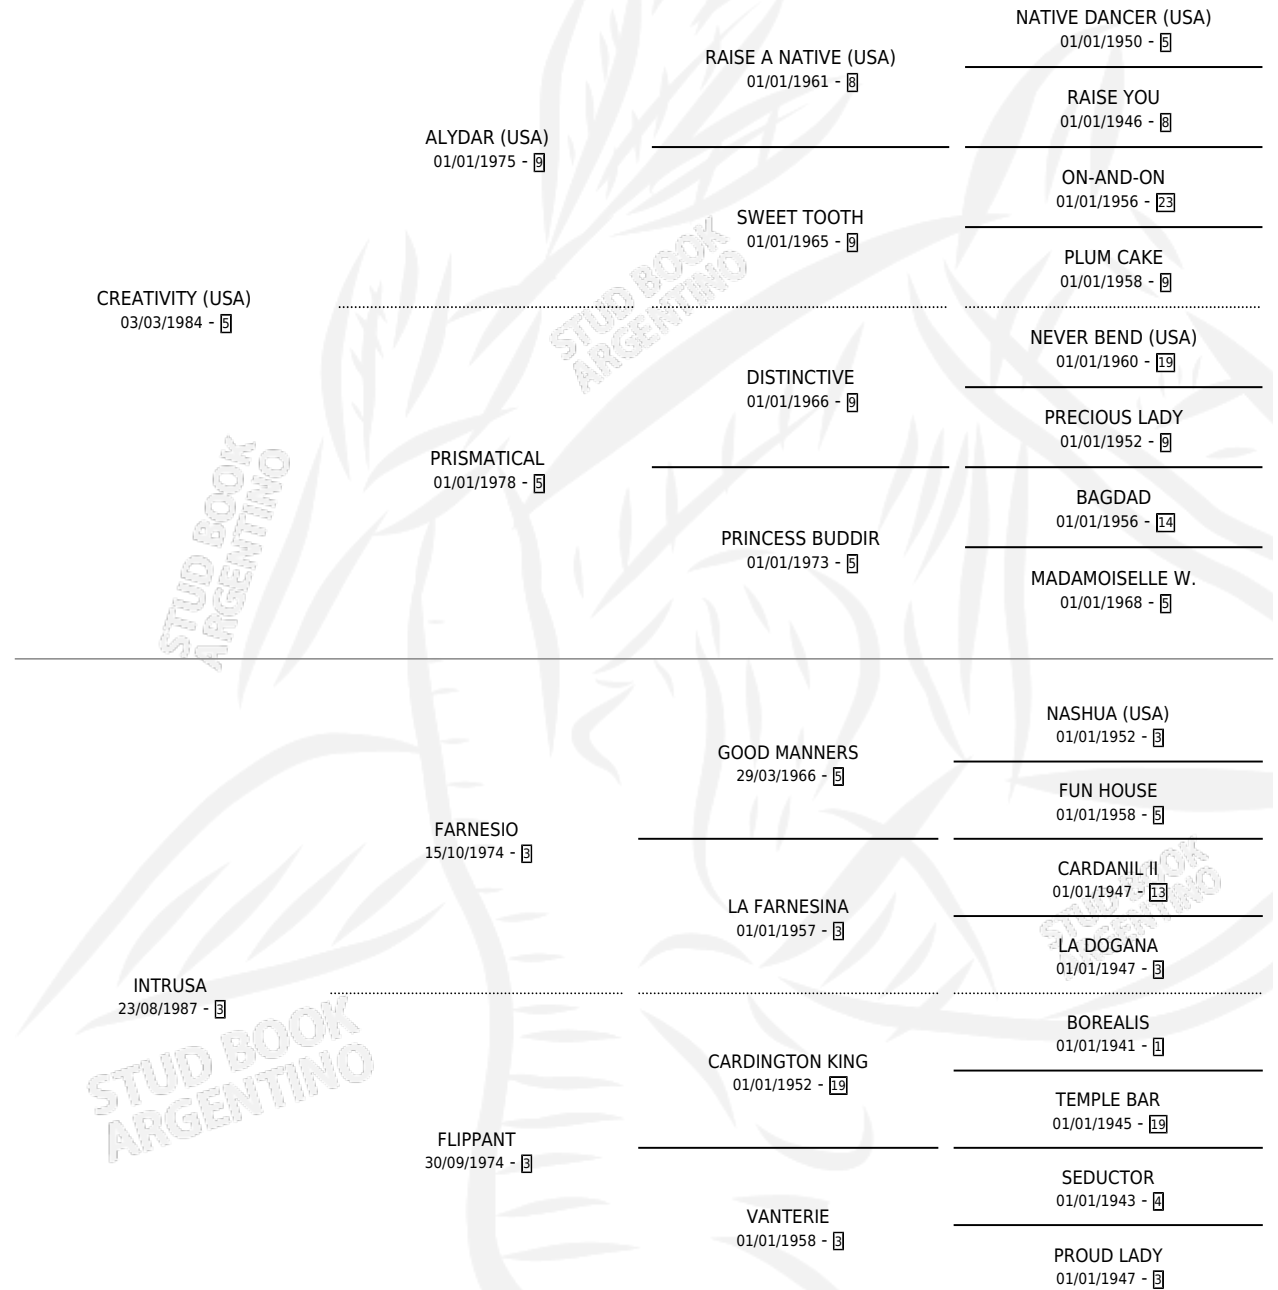 NATIVE DANCER (USA)
01/01/1950 - 5
RAISE A NATIVE (USA)
01/01/1961 - 8
RAISE YOU
01/01/1946 - 8
ALYDAR (USA)
01/01/1975 - 9
ON-AND-ON
01/01/1956 - 23
SWEET TOOTH
01/01/1965 - 9
PLUM CAKE
01/01/1958 - 9
CREATIVITY (USA)
03/03/1984 - 5
NEVER BEND (USA)
01/01/1960 - 19
DISTINCTIVE
01/01/1966 - 9
PRECIOUS LADY
01/01/1952 - 9
PRISMATICAL
01/01/1978 - 5
BAGDAD
01/01/1956 - 14
PRINCESS BUDDIR
01/01/1973 - 5
MADAMOISELLE W.
01/01/1968 - 5
NASHUA (USA)
01/01/1952 - 3
GOOD MANNERS
29/03/1966 - 5
FUN HOUSE
01/01/1958 - 5
FARNESIO
15/10/1974 - 3
CARDANIL II
01/01/1947 - 13
LA FARNESINA
01/01/1957 - 3
LA DOGANA
01/01/1947 - 3
INTRUSA
23/08/1987 - 3
BOREALIS
01/01/1941 - 1
CARDINGTON KING
01/01/1952 - 19
TEMPLE BAR
01/01/1945 - 19
FLIPPANT
30/09/1974 - 3
SEDUCTOR
01/01/1943 - 4
VANTERIE
01/01/1958 - 3
PROUD LADY
01/01/1947 - 3
STUD BOOK
ARGENTINO
STUD BOOK
ARGENTINO
STUD BOOK
ARGENTINO
STUD BOOK
ARGENTINO